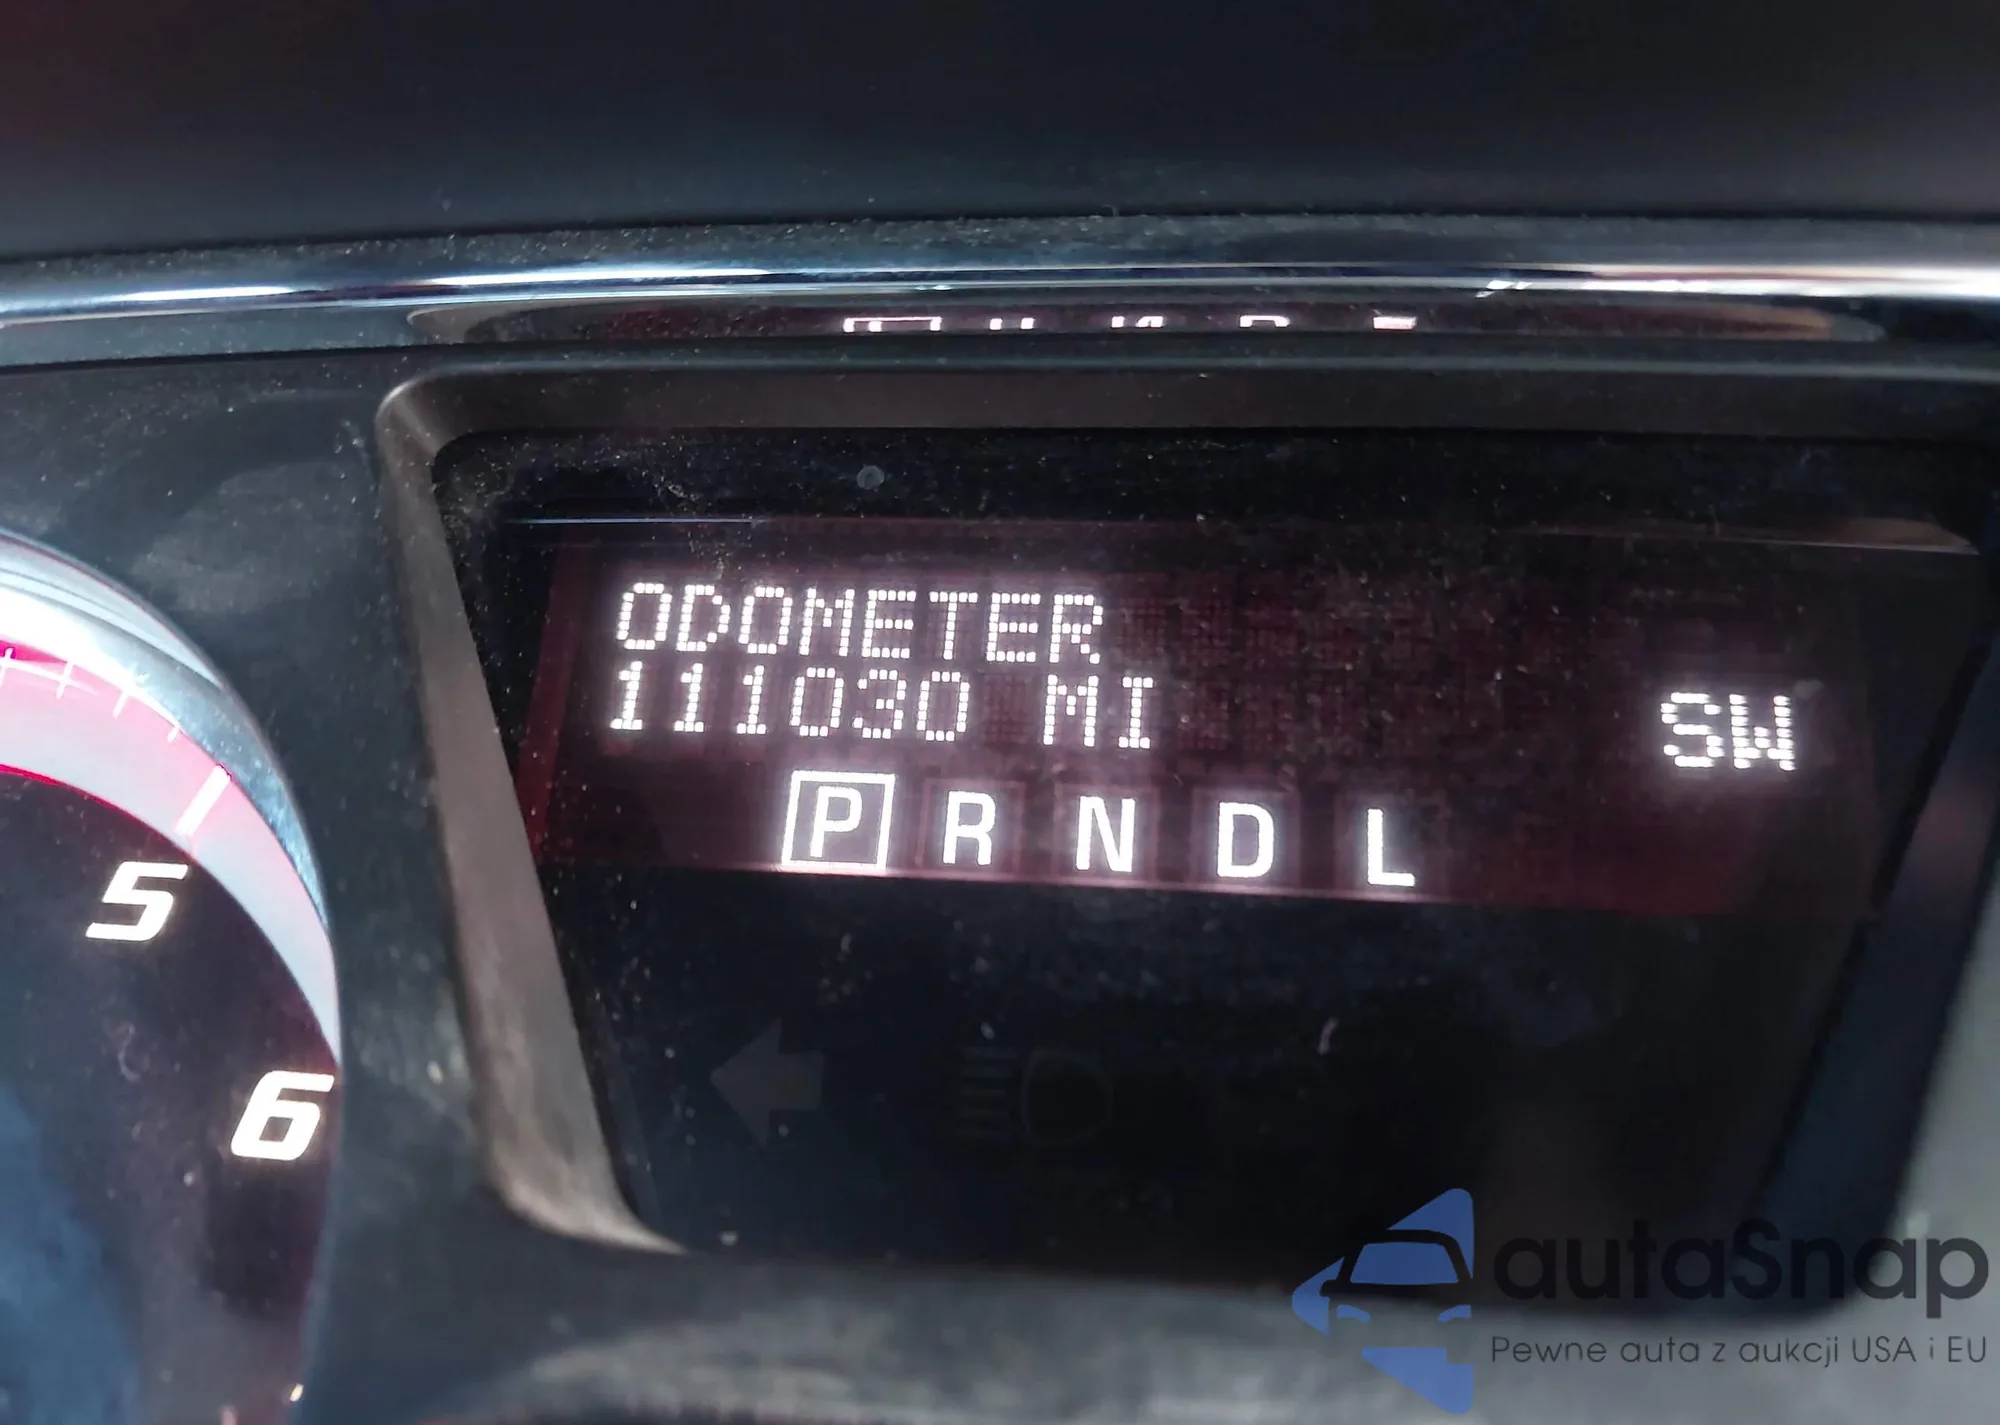 ODOMETER
111030 MI
SW
P R N D L
5
6
autaSnap
Pewne auta z aukcji USA i EU